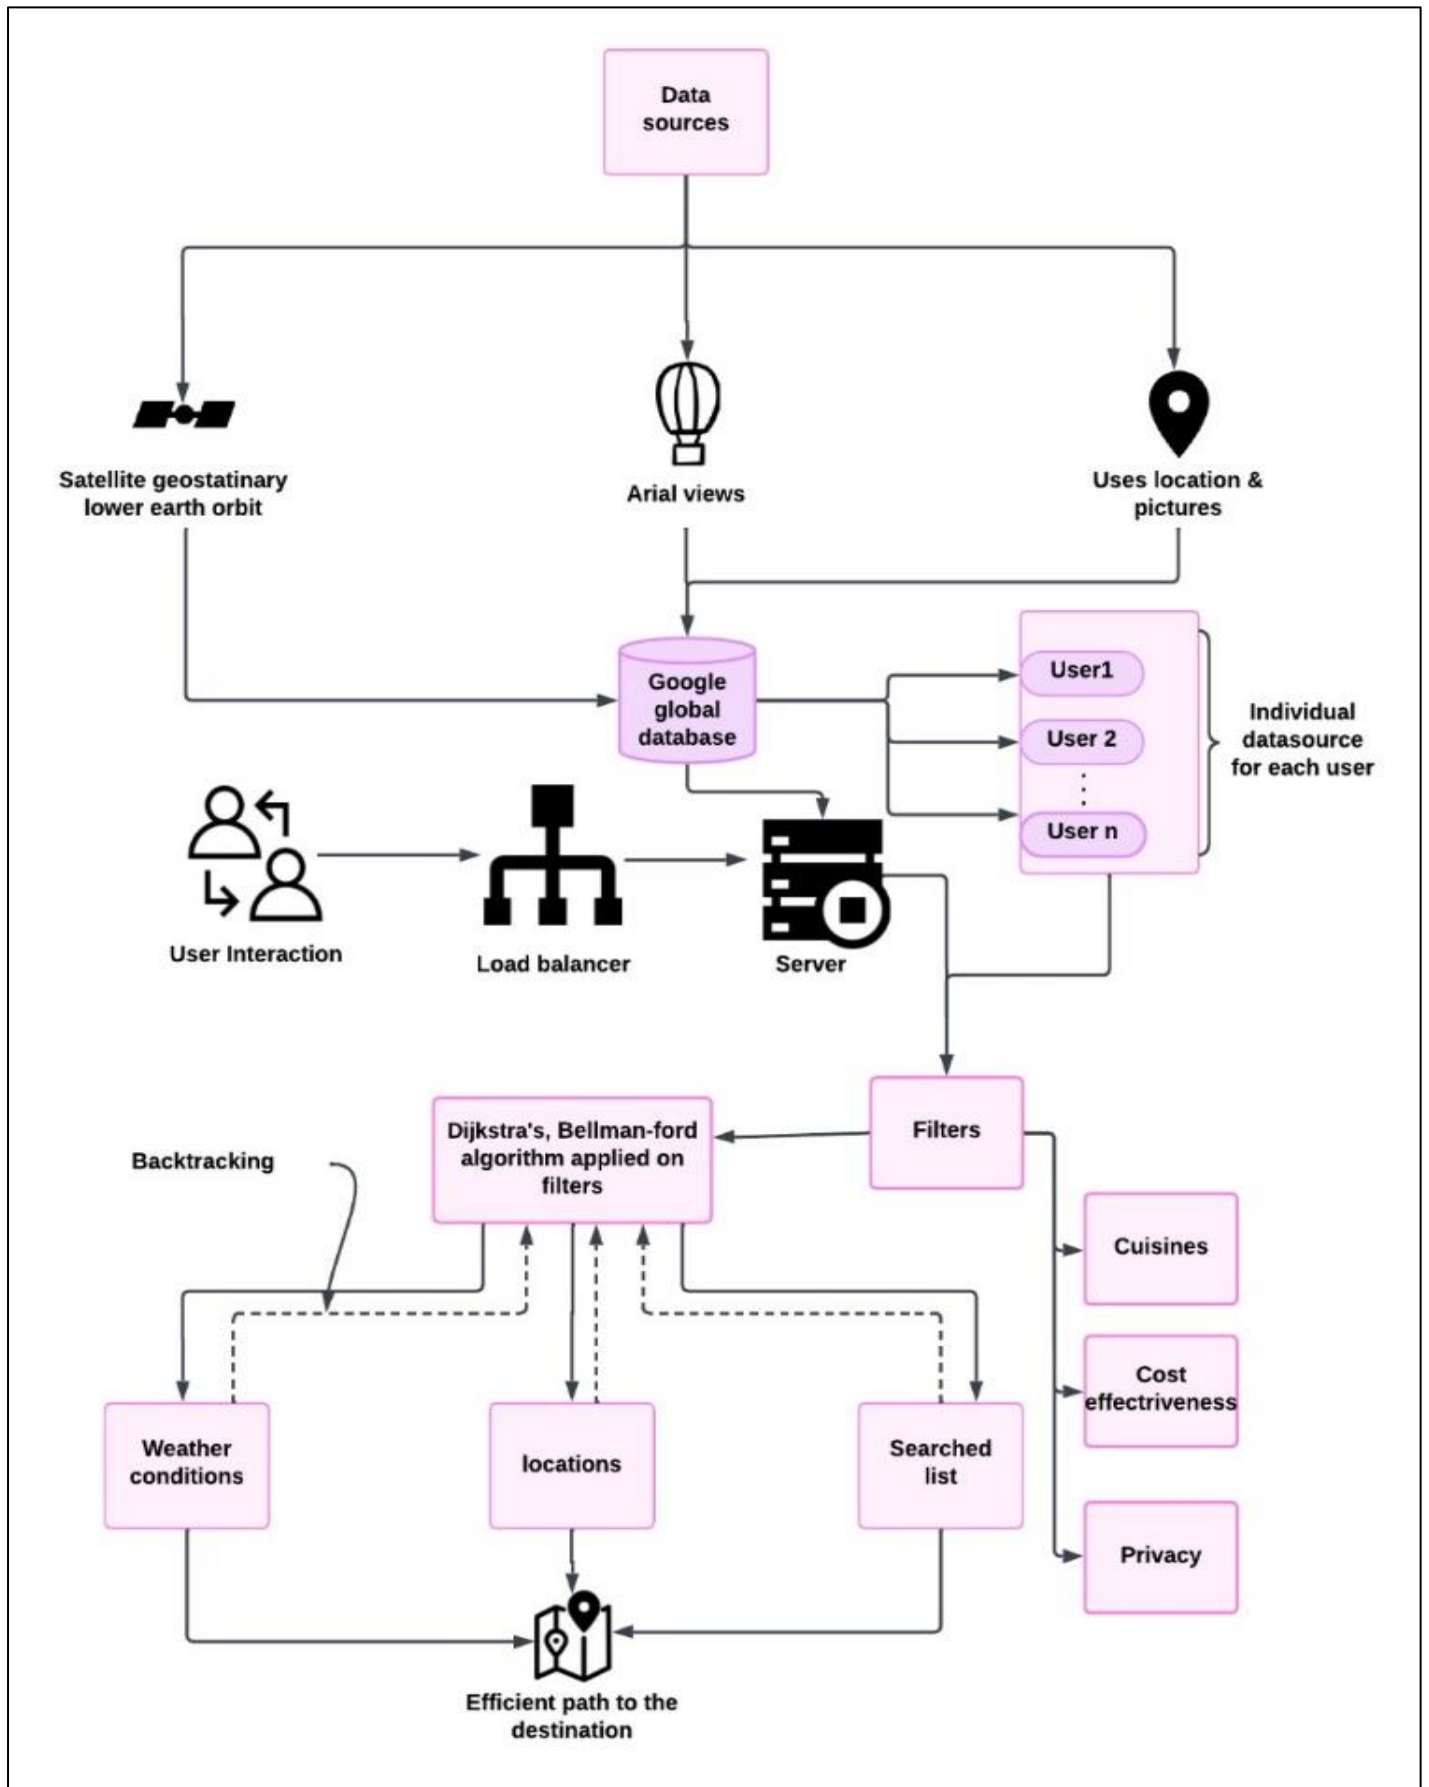 Data
sources
Satellite geostatinary
lower earth orbit
Arial views
Uses location &
pictures
Google
global
database
User1
User 2
User n
Individual
datasource
for each user
User Interaction
Load balancer
Server
Filters
Dijkstra's, Bellman-ford
algorithm applied on
filters
Backtracking
Cuisines
Cost
effectriveness
Privacy
Weather
conditions
locations
Searched
list
Efficient path to the
destination